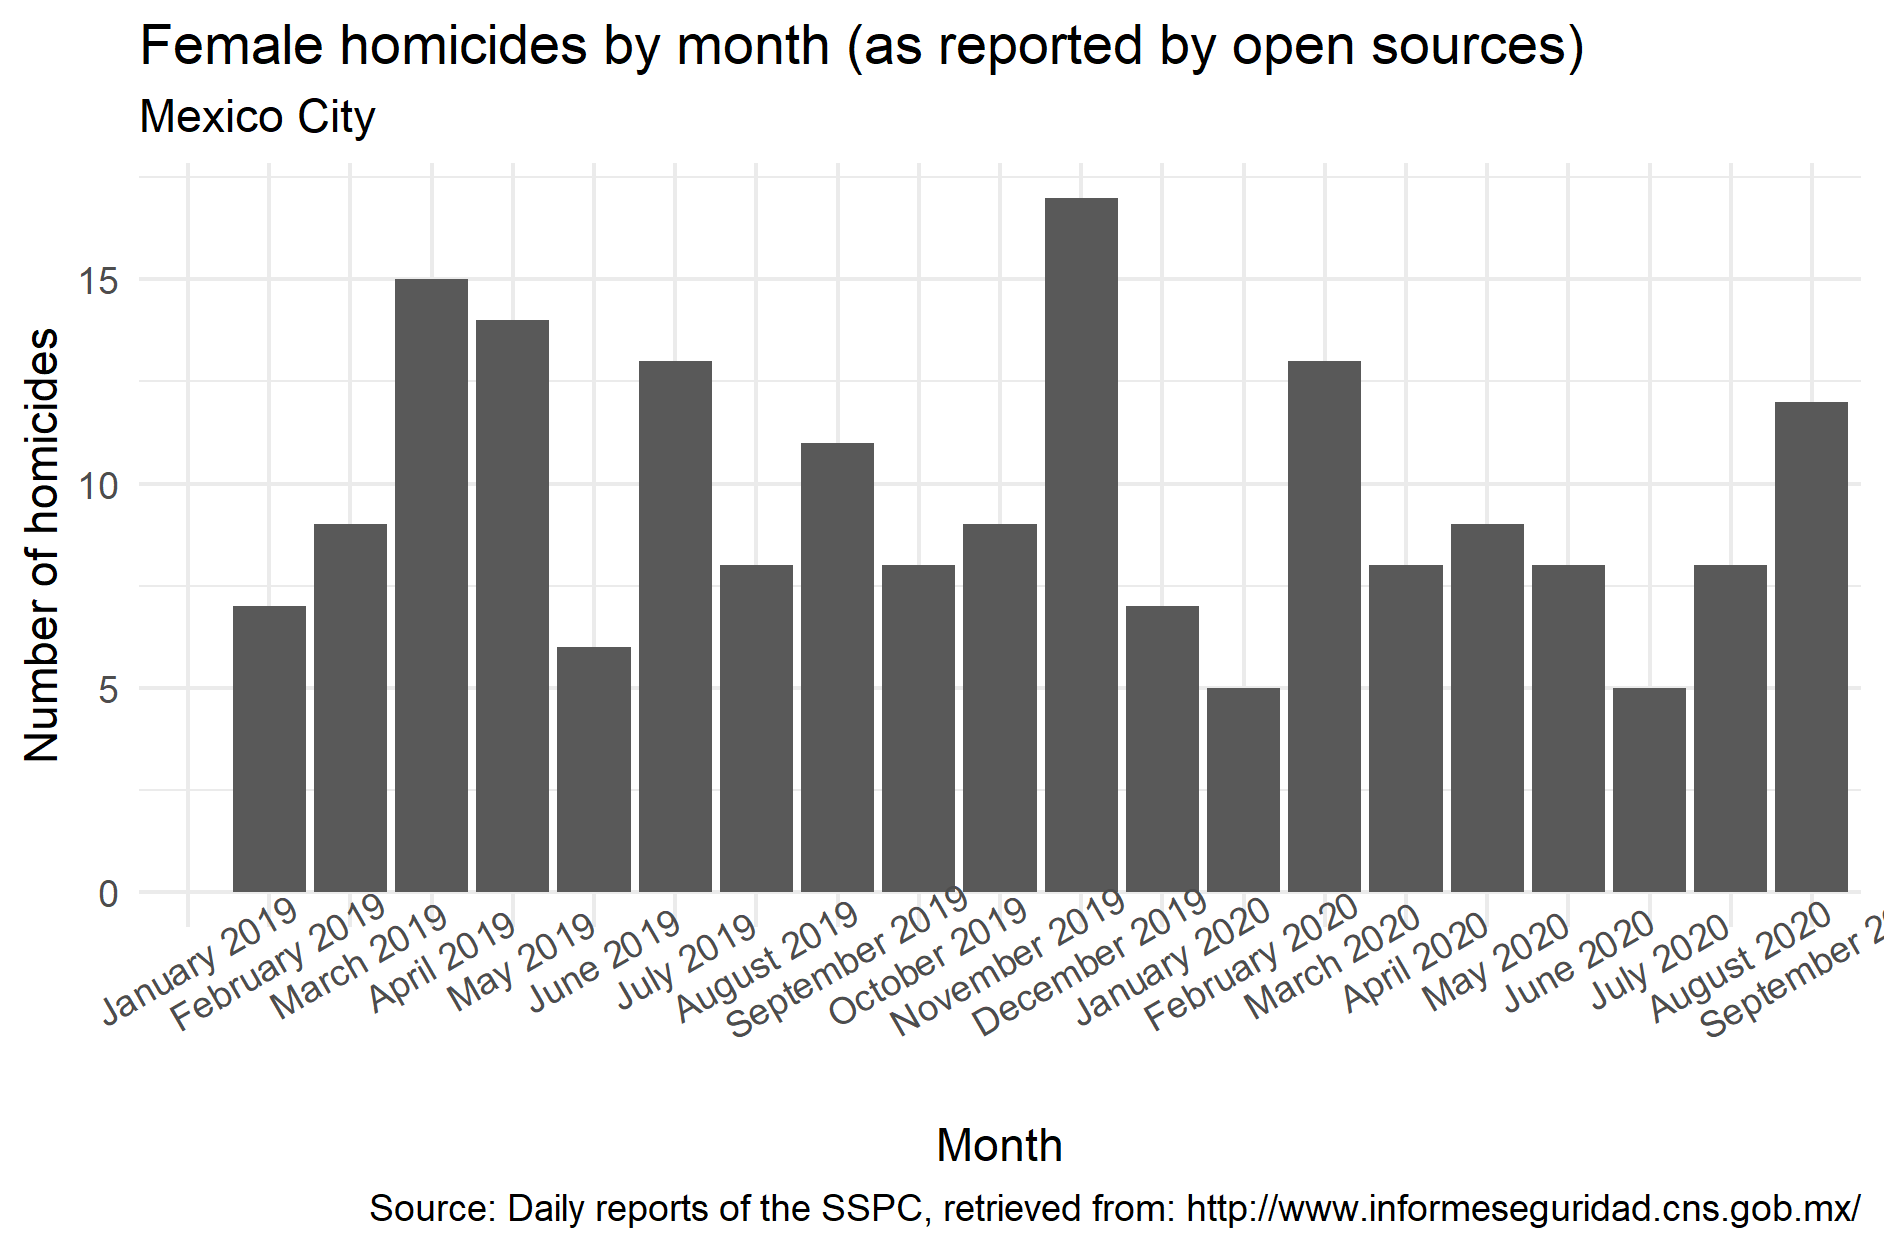 Female homicides by month (as reported by open sources)
Mexico City
Number of homicides
15
10
5
0
January 2019
February 2019
March 2019
April 2019
May 2019
June 2019
July 2019
August 2019
September 2019
October 2019
November 2019
December 2019
January 2020
February 2020
March 2020
April 2020
May 2020
June 2020
July 2020
August 2020
September 2
Month
Source: Daily reports of the SSPC, retrieved from: http://www.informeseguridad.cns.gob.mx/